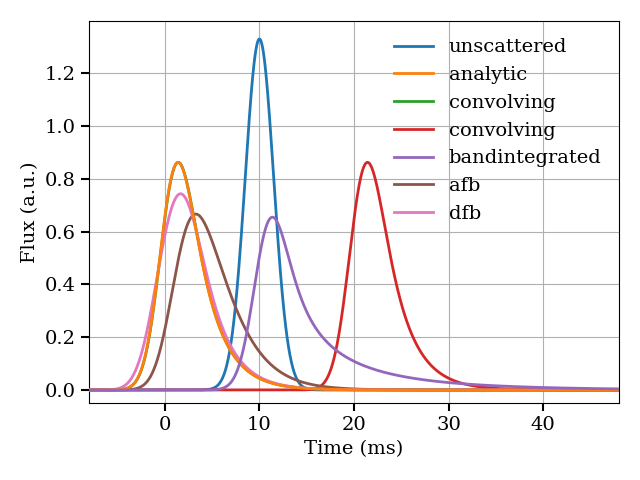 unscattered
analytic
convolving
convolving
bandintegrated
afb
dfb
Flux (a.u.)
1.2
1.0
0.8
0.6
0.4
0.2
0.0
0 10 20 30 40
Time (ms)